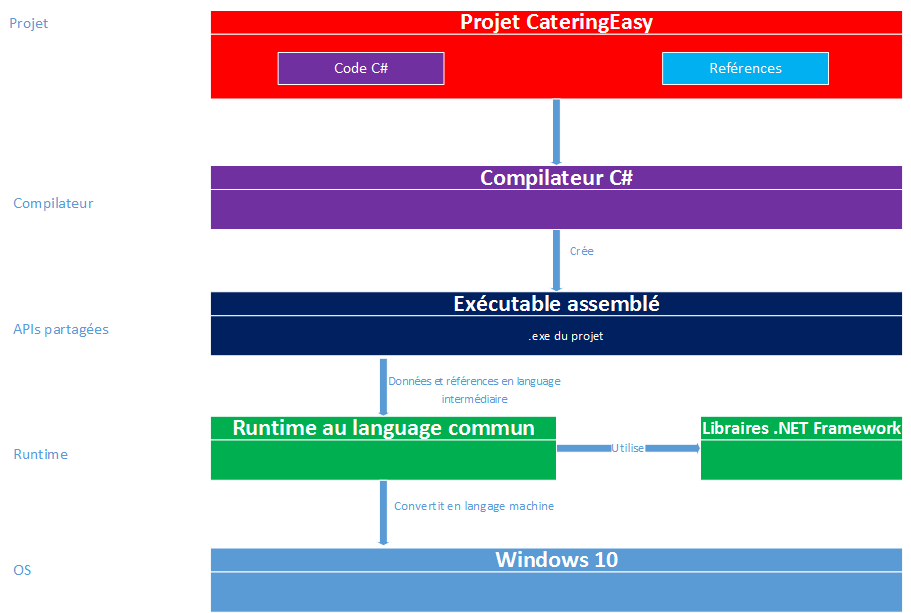 Projet
Projet CateringEasy
Code C#
Reférences
Compilateur C#
Compilateur
Crée
Exécutable assemblé
APIs partagées
.exe du projet
Données et références en language
intermédiaire
Runtime au language commun
Libraires .NET Framework
Runtime
Utilise
Convertit en langage machine
Windows 10
OS